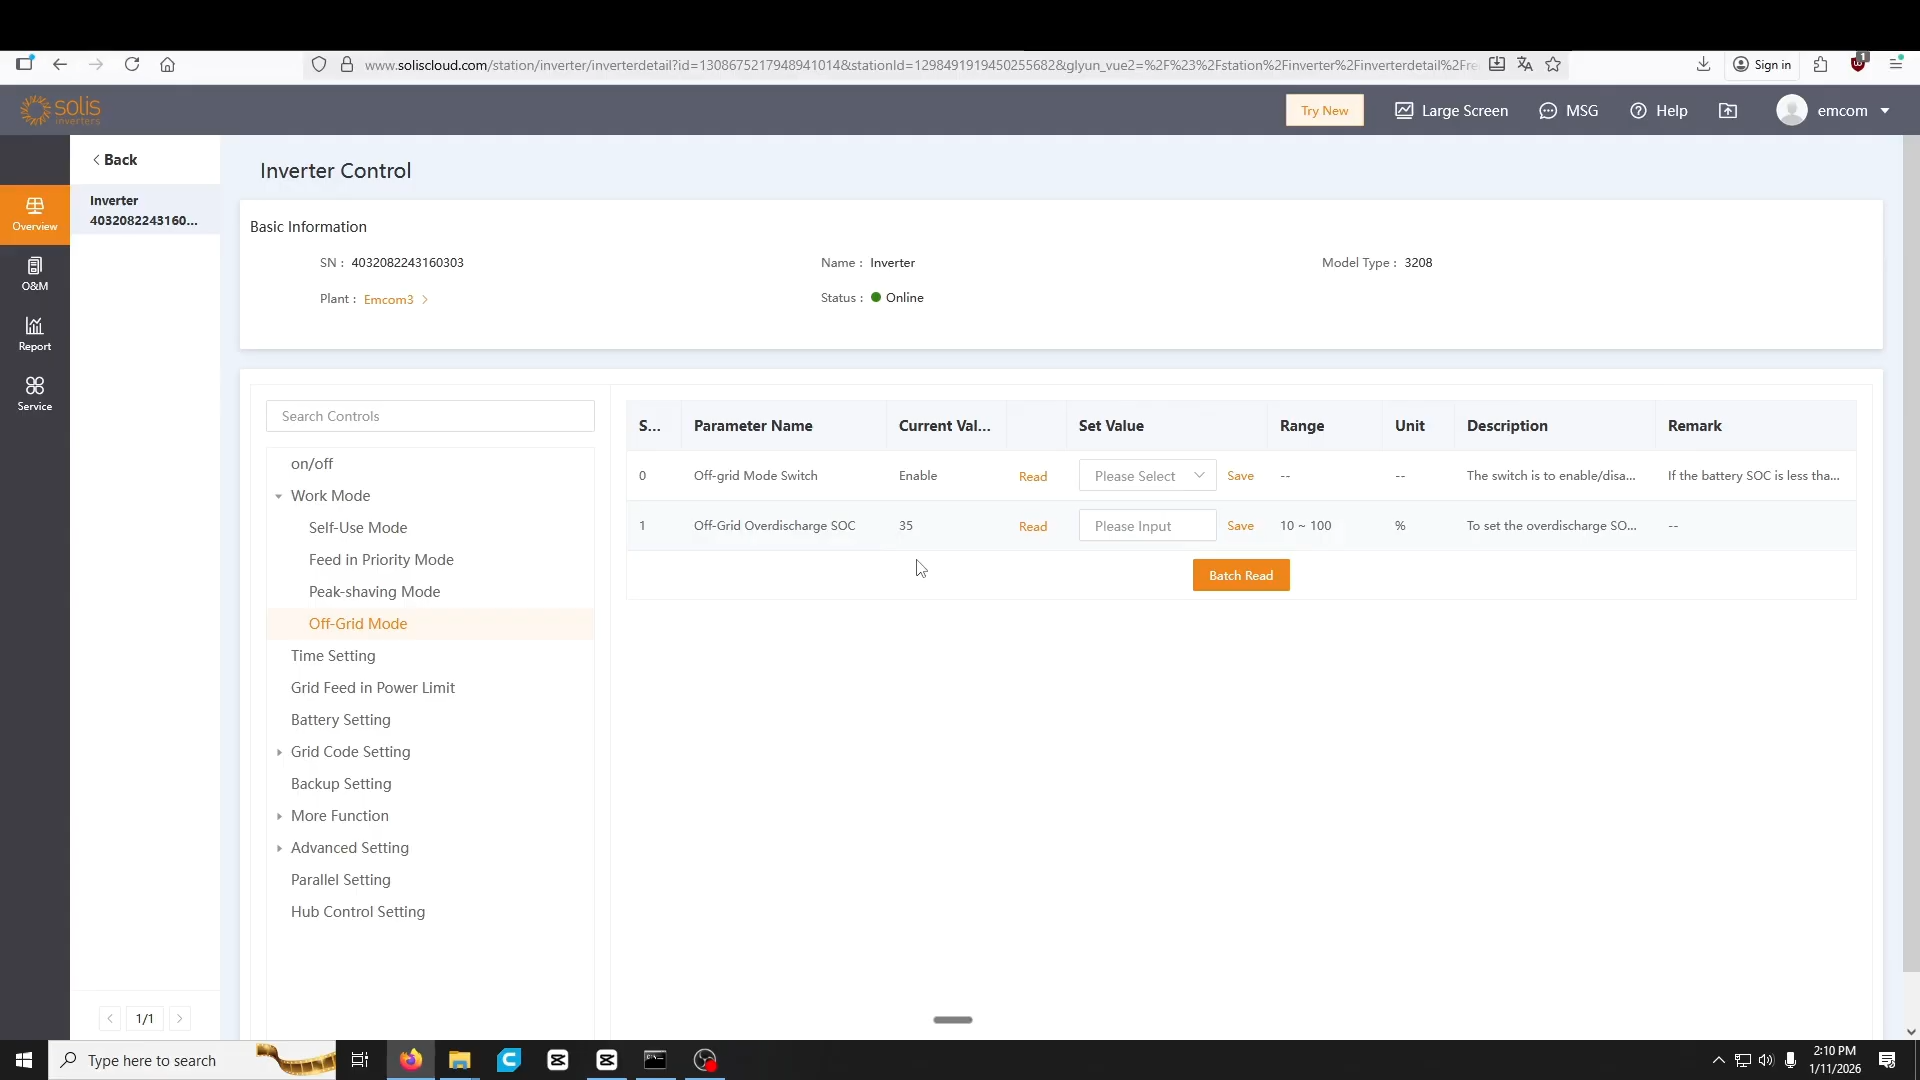 www.soliscloud.com/station/inverter/inverterdetail?id=1308675217948941014&stationId=1298491919450255682&glyun_vue2=%2F%23%2Fstation%2Finverter%2Finverterdetail%2Fre
Sign in
1
solis
inverters
Try New
Large Screen
MSG
Help
emcom
Back
Inverter
4032082243160...
Overview
O&M
Report
Service
Inverter Control
Basic Information
SN : 4032082243160303
Name : Inverter
Model Type : 3208
Plant : Emcom3
Status : Online
Search Controls
on/off
Work Mode
Self-Use Mode
Feed in Priority Mode
Peak-shaving Mode
Off-Grid Mode
Time Setting
Grid Feed in Power Limit
Battery Setting
Grid Code Setting
Backup Setting
More Function
Advanced Setting
Parallel Setting
Hub Control Setting
S... Parameter Name Current Val... Set Value Range Unit Description Remark
0 Off-grid Mode Switch Enable Read Please Select Save -- -- The switch is to enable/disa... If the battery SOC is less tha...
1 Off-Grid Overdischarge SOC 35 Read Please Input Save 10 ~ 100 % To set the overdischarge SO... --
Batch Read
1/1
Type here to search
2:10 PM
1/11/2026